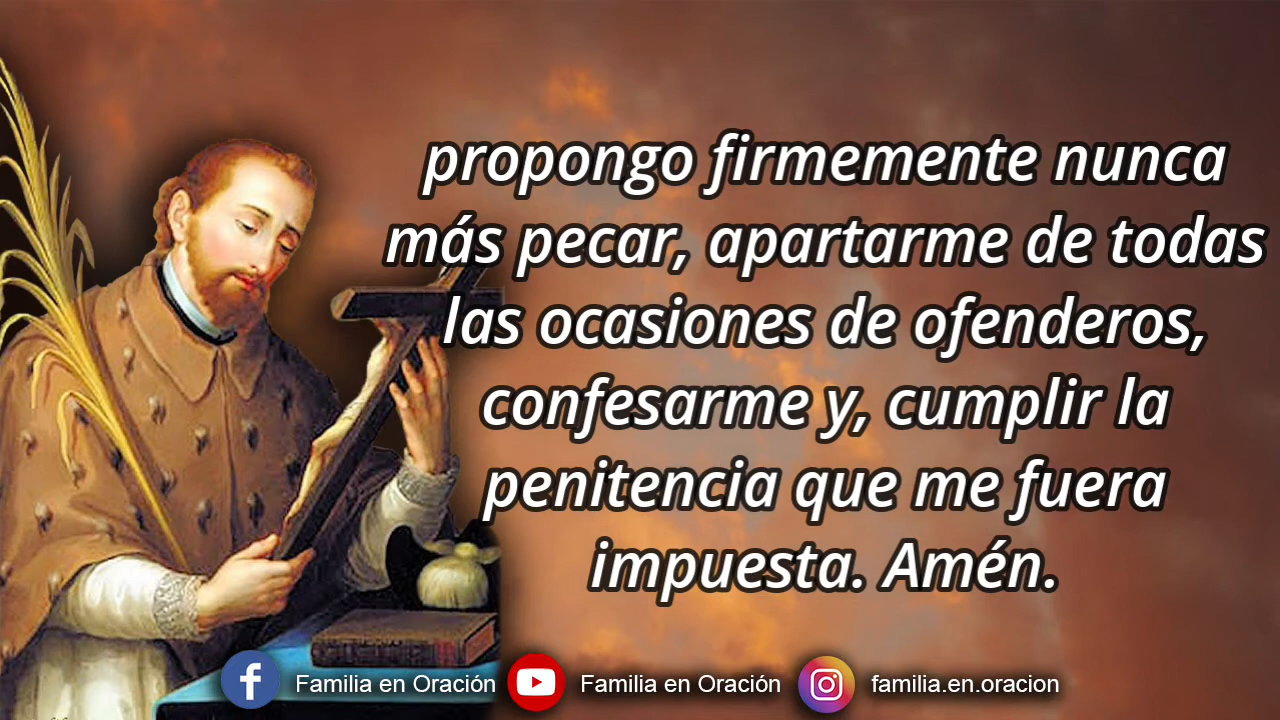 propongo firmemente nunca
más pecar, apartarme de todas
las ocasiones de ofenderos,
confesarme y, cumplir la
penitencia que me fuera
impuesta. Amén.
Familia en Oración
Familia en Oración
familia.en.oracion